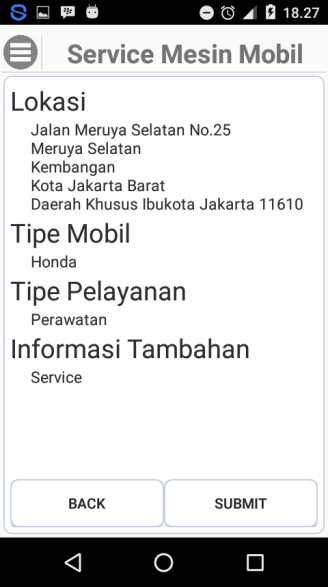 18.27
Service Mesin Mobil
Lokasi
Jalan Meruya Selatan No.25
Meruya Selatan
Kembangan
Kota Jakarta Barat
Daerah Khusus Ibukota Jakarta 11610
Tipe Mobil
Honda
Tipe Pelayanan
Perawatan
Informasi Tambahan
Service
BACK
SUBMIT